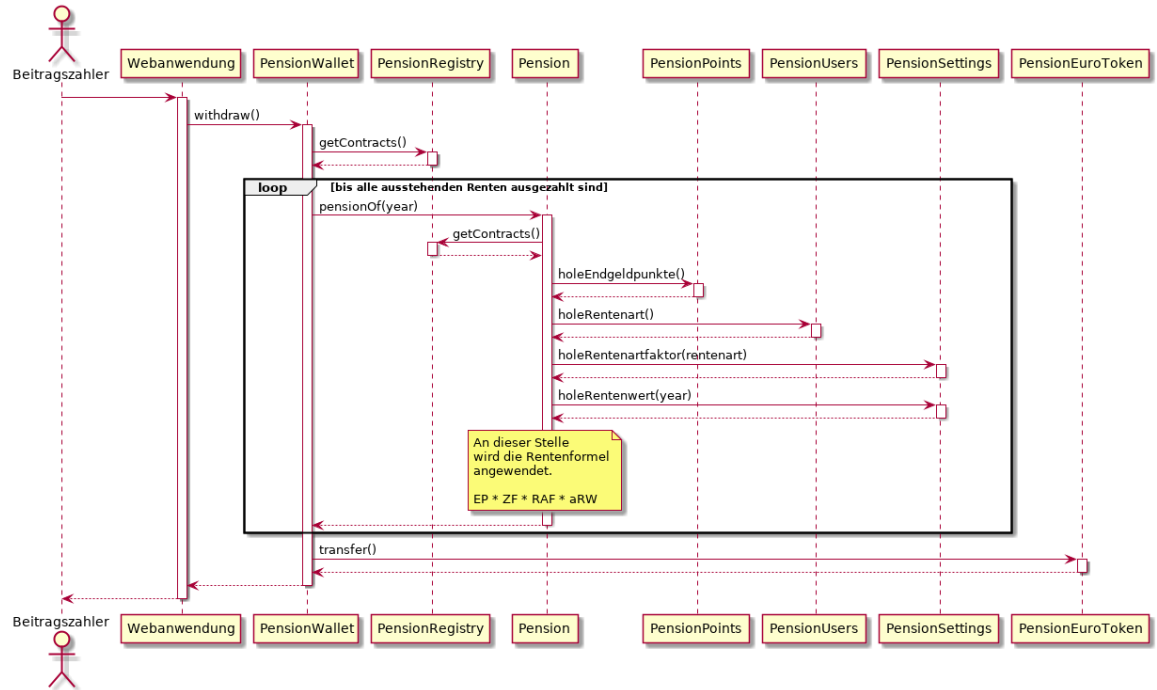 Beitragszahler
Webanwendung
PensionWallet
PensionRegistry
Pension
PensionPoints
PensionUsers
PensionSettings
PensionEuroToken
withdraw()
getContracts()
loop [bis alle ausstehenden Renten ausgezahlt sind]
pensionOf(year)
getContracts()
holeEndgeldpunkte()
holeRentenart()
holeRentenartfaktor(rentenart)
holeRentenwert(year)
An dieser Stelle
wird die Rentenformel
angewendet.
EP * ZF * RAF * aRW
transfer()
Beitragszahler
Webanwendung
PensionWallet
PensionRegistry
Pension
PensionPoints
PensionUsers
PensionSettings
PensionEuroToken